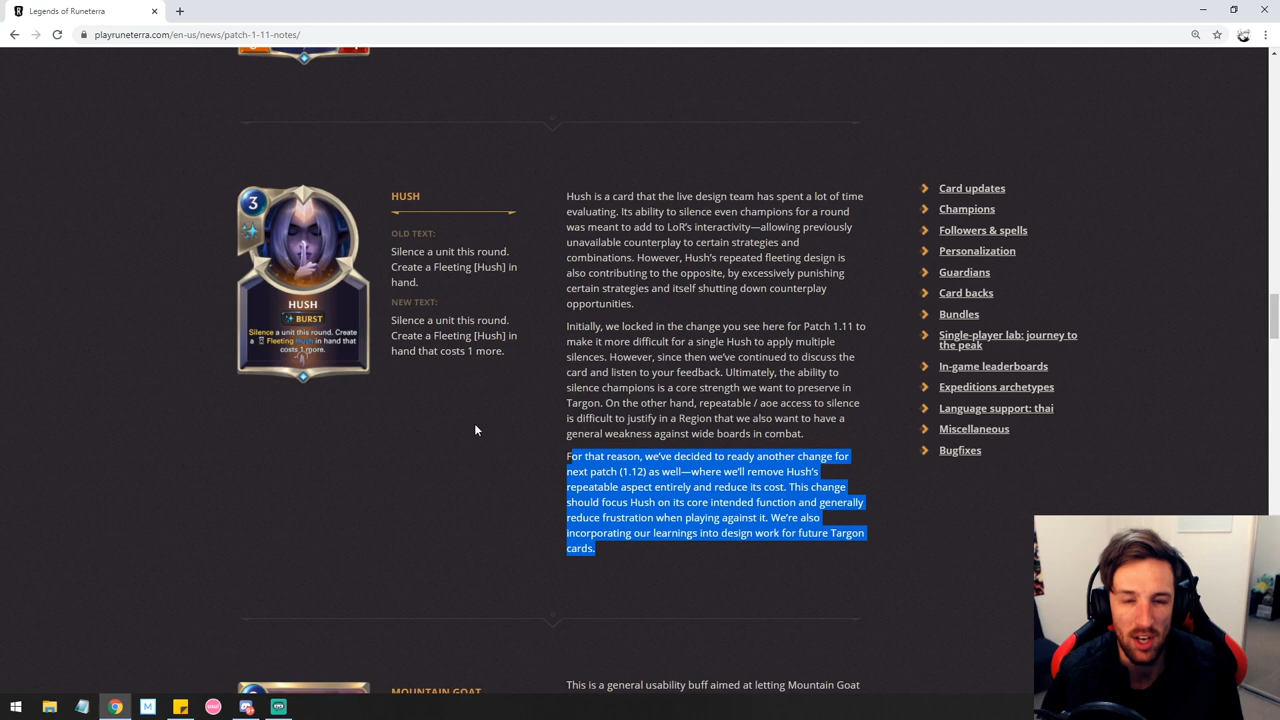 Legends of Runeterra
playruneterra.com/en-us/news/patch-1-11-notes/
3
HUSH
BURST
Silence a unit this round. Create
a Fleeting Hush in hand that
costs 1 more.
HUSH
OLD TEXT:
Silence a unit this round.
Create a Fleeting [Hush] in
hand.
NEW TEXT:
Silence a unit this round.
Create a Fleeting [Hush] in
hand that costs 1 more.
Hush is a card that the live design team has spent a lot of time
evaluating. Its ability to silence even champions for a round
was meant to add to LoR’s interactivity—allowing previously
unavailable counterplay to certain strategies and
combinations. However, Hush’s repeated fleeting design is
also contributing to the opposite, by excessively punishing
certain strategies and itself shutting down counterplay
opportunities.
Initially, we locked in the change you see here for Patch 1.11 to
make it more difficult for a single Hush to apply multiple
silences. However, since then we’ve continued to discuss the
card and listen to your feedback. Ultimately, the ability to
silence champions is a core strength we want to preserve in
Targon. On the other hand, repeatable / aoe access to silence
is difficult to justify in a Region that we also want to have a
general weakness against wide boards in combat.
For that reason, we’ve decided to ready another change for
next patch (1.12) as well—where we’ll remove Hush’s
repeatable aspect entirely and reduce its cost. This change
should focus Hush on its core intended function and generally
reduce frustration when playing against it. We’re also
incorporating our learnings into design work for future Targon
cards.
Card updates
Champions
Followers & spells
Personalization
Guardians
Card backs
Bundles
Single-player lab: journey to
the peak
In-game leaderboards
Expeditions archetypes
Language support: thai
Miscellaneous
Bugfixes
MOUNTAIN GOAT
This is a general usability buff aimed at letting Mountain Goat